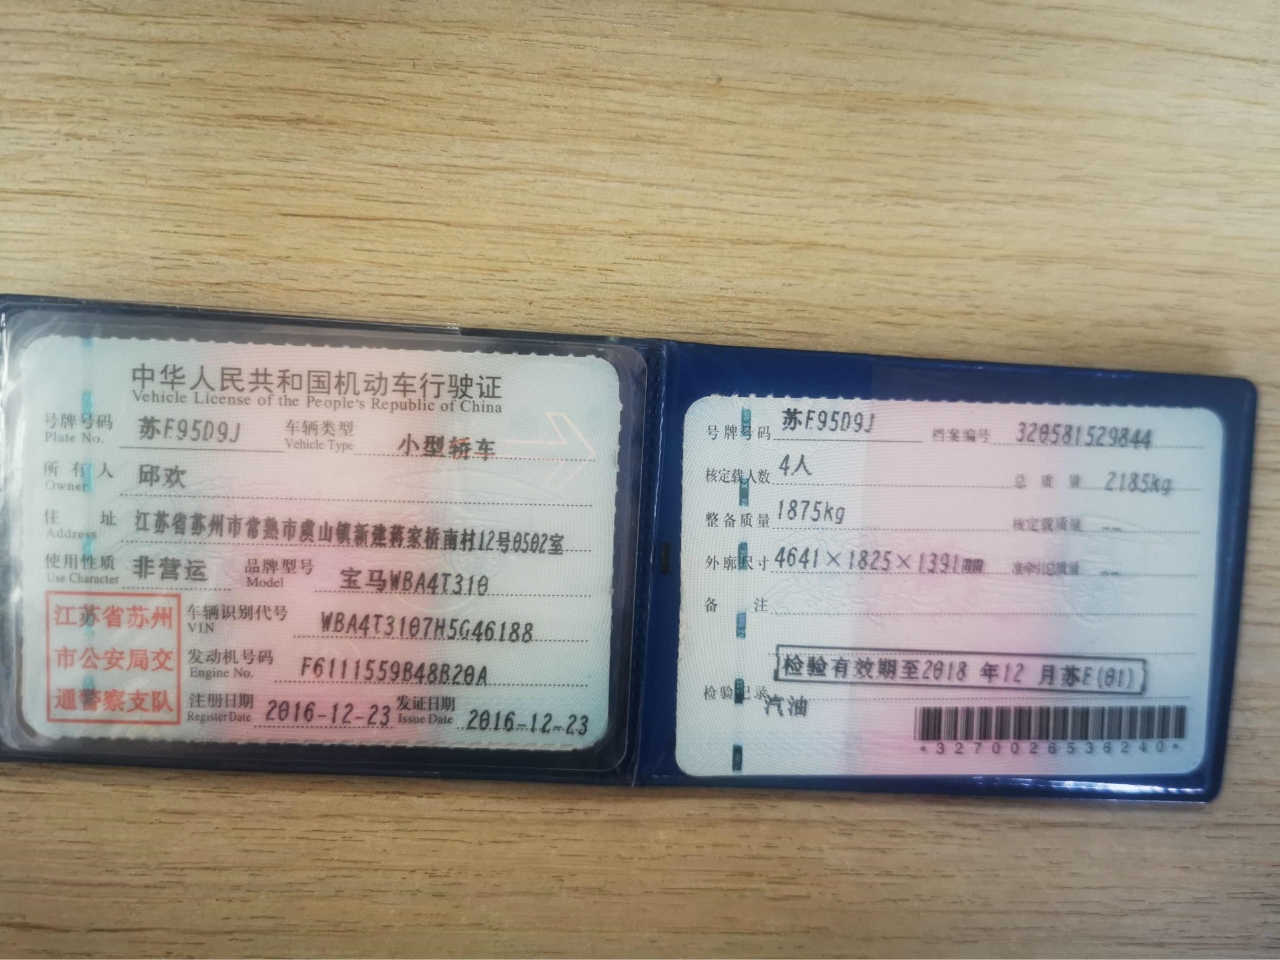 中华人民共和国机动车行驶证
Vehicle License of the People's Republic of China
号牌号码 苏F95D9J 车辆类型 小型轿车
Plate No. Vehicle Type
所有人 邱欢
Owner
住址 江苏省苏州市常熟市虞山镇新建蒋家桥南村12号0502室
Address
使用性质 非营运 品牌型号 宝马WBA4T310
Use Character Model
江苏省苏州
市公安局交
通警察支队
车辆识别代号 WBA4T3107H5G46188
VIN
发动机号码 F6111559B48B20A
Engine No.
注册日期 2016-12-23 发证日期 2016-12-23
Register Date Issue Date
号牌号码 苏F95D9J 档案编号 320581529844
核定载人数 4人 总质量 2185kg
整备质量 1875kg 核定载质量 --
外廓尺寸 4641×1825×1391mm 准牵引总质量 --
备注
检验有效期至2018年12月苏E(01)
检验记录
汽油
*3270026536240*